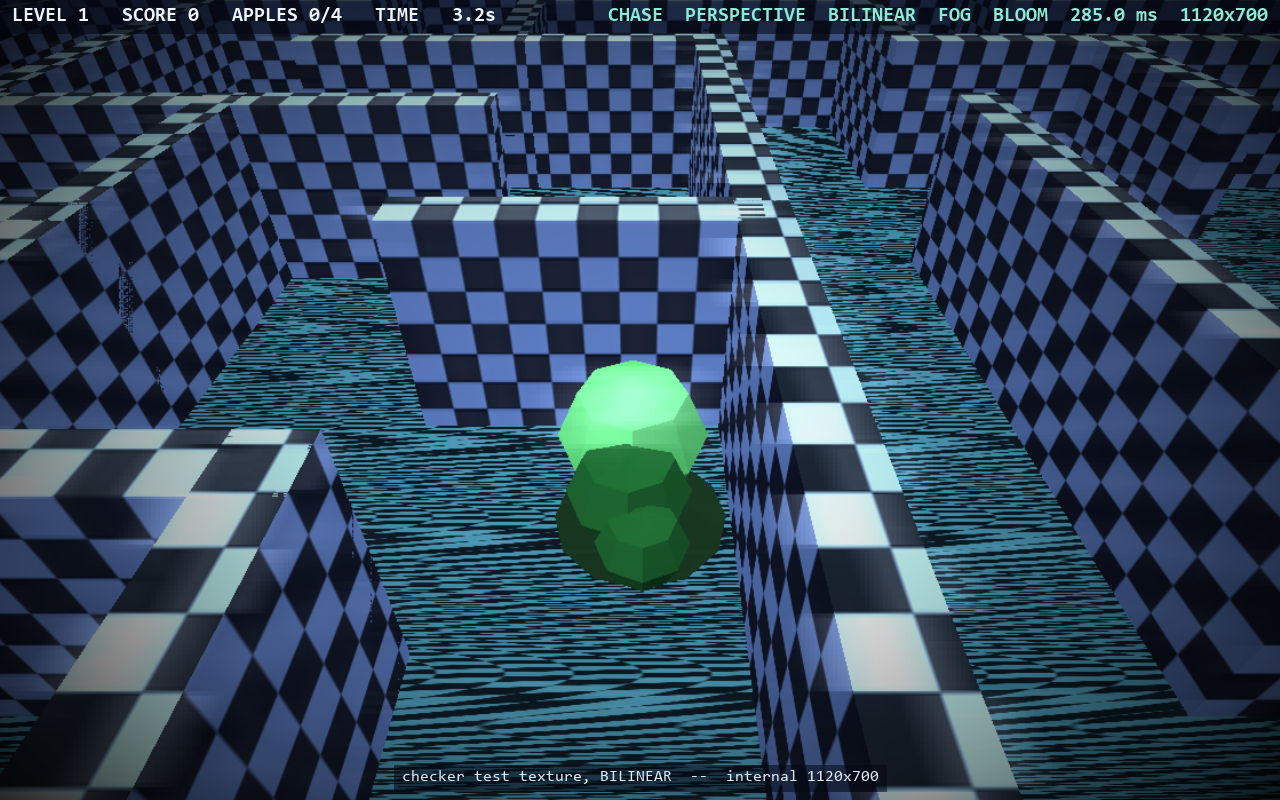 LEVEL 1 SCORE 0 APPLES 0/4 TIME 3.2s CHASE PERSPECTIVE BILINEAR FOG BLOOM 285.0 ms 1120x700
checker test texture, BILINEAR -- internal 1120x700